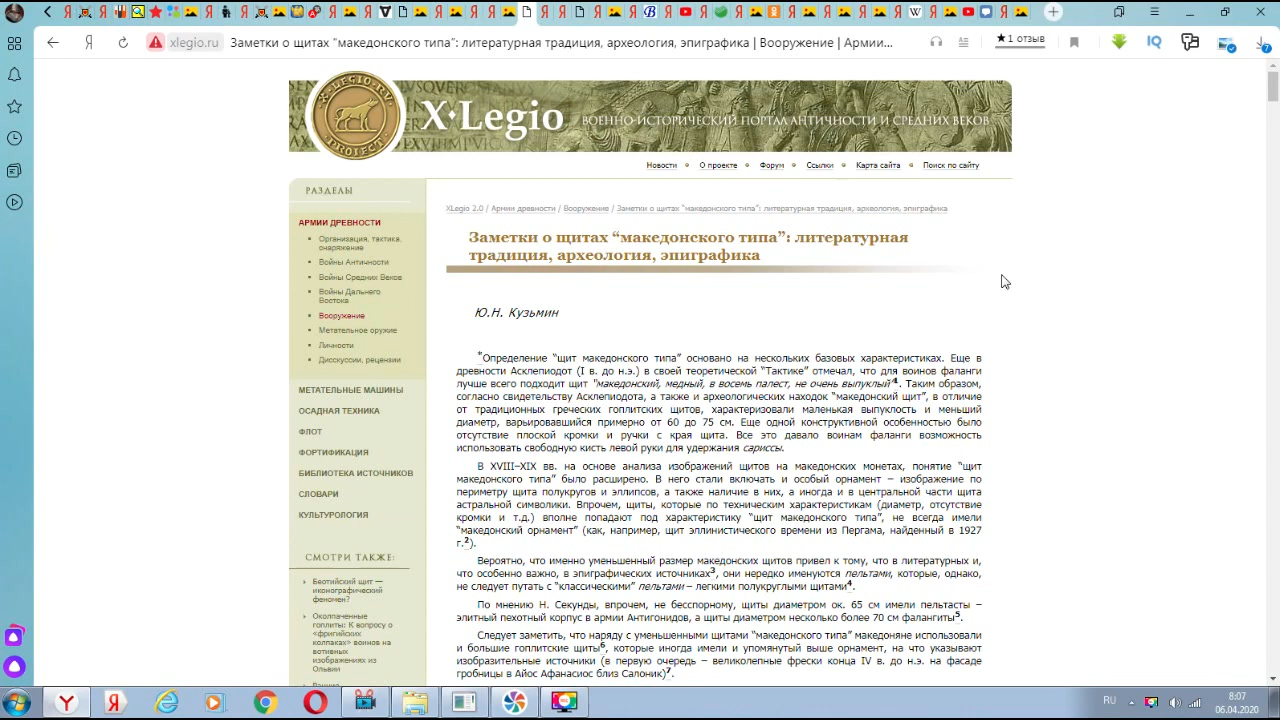 xlegio.ru
Заметки о щитах "македонского типа": литературная традиция, археология, эпиграфика | Вооружение | Армии...
★1 отзыв
X·LEGIO.RV
PROJECT
X·Legio
ВОЕННО-ИСТОРИЧЕСКИЙ ПОРТАЛ АНТИЧНОСТИ И СРЕДНИХ ВЕКОВ
Новости
О проекте
Форум
Ссылки
Карта сайта
Поиск по сайту
РАЗДЕЛЫ
АРМИИ ДРЕВНОСТИ
Организация, тактика,
снаряжение
Войны Античности
Войны Средних Веков
Войны Дальнего
Востока
Вооружение
Метательное оружие
Личности
Дисскуссии, рецензии
МЕТАТЕЛЬНЫЕ МАШИНЫ
ОСАДНАЯ ТЕХНИКА
ФЛОТ
ФОРТИФИКАЦИЯ
БИБЛИОТЕКА ИСТОЧНИКОВ
СЛОВАРИ
КУЛЬТУРОЛОГИЯ
СМОТРИ ТАКЖЕ:
Беотийский щит —
иконографический
феномен?
Околпаченные
гоплиты: К вопросу о
«фригийских
колпаках» воинов на
вотивных
изображениях из
Ольвии
XLegio 2.0 / Армии древности / Вооружение / Заметки о щитах "македонского типа": литературная традиция, археология, эпиграфика
Заметки о щитах "македонского типа": литературная
традиция, археология, эпиграфика
Ю.Н. Кузьмин
*Определение "щит македонского типа" основано на нескольких базовых характеристиках. Еще в
древности Асклепиодот (I в. до н.э.) в своей теоретической "Тактике" отмечал, что для воинов фаланги
лучше всего подходит щит "македонский, медный, в восемь палест, не очень выпуклый"1. Таким образом,
согласно свидетельству Асклепиодота, а также и археологических находок "македонский щит", в отличие
от традиционных греческих гоплитских щитов, характеризовали маленькая выпуклость и меньший
диаметр, варьировавшийся примерно от 60 до 75 см. Еще одной конструктивной особенностью было
отсутствие плоской кромки и ручки с края щита. Все это давало воинам фаланги возможность
использовать свободную кисть левой руки для удержания сариссы.
В XVIII–XIX вв. на основе анализа изображений щитов на македонских монетах, понятие "щит
македонского типа" было расширено. В него стали включать и особый орнамент – изображение по
периметру щита полукругов и эллипсов, а также наличие в них, а иногда и в центральной части щита
астральной символики. Впрочем, щиты, которые по техническим характеристикам (диаметр, отсутствие
кромки и т.д.) вполне попадают под характеристику "щит македонского типа", не всегда имели
"македонский орнамент" (как, например, щит эллинистического времени из Пергама, найденный в 1927
г.2).
Вероятно, что именно уменьшенный размер македонских щитов привел к тому, что в литературных и,
что особенно важно, в эпиграфических источниках3, они нередко именуются пельтами, которые, однако,
не следует путать с "классическими" пельтами – легкими полукруглыми щитами4.
По мнению Н. Секунды, впрочем, не бесспорному, щиты диаметром ок. 65 см имели пельтасты –
элитный пехотный корпус в армии Антигонидов, а щиты диаметром несколько более 70 см фалангиты5.
Следует заметить, что наряду с уменьшенными щитами "македонского типа" македоняне использовали
и большие гоплитские щиты6, которые иногда имели и упомянутый выше орнамент, на что указывают
изобразительные источники (в первую очередь – великолепные фрески конца IV в. до н.э. на фасаде
гробницы в Айос Афанасиос близ Салоник)7.
RU
8:07
06.04.2020